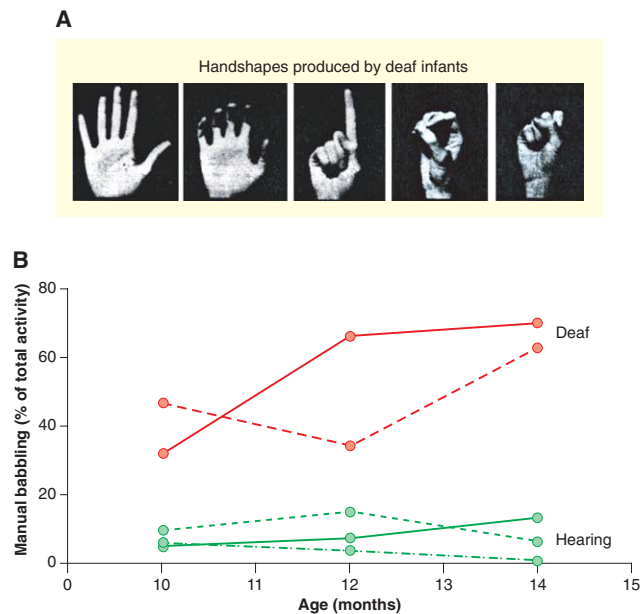 A
Handshapes produced by deaf infants
B
Manual babbling (% of total activity)
80
60
40
20
0
Deaf
Hearing
0 10 11 12 13 14 15
Age (months)